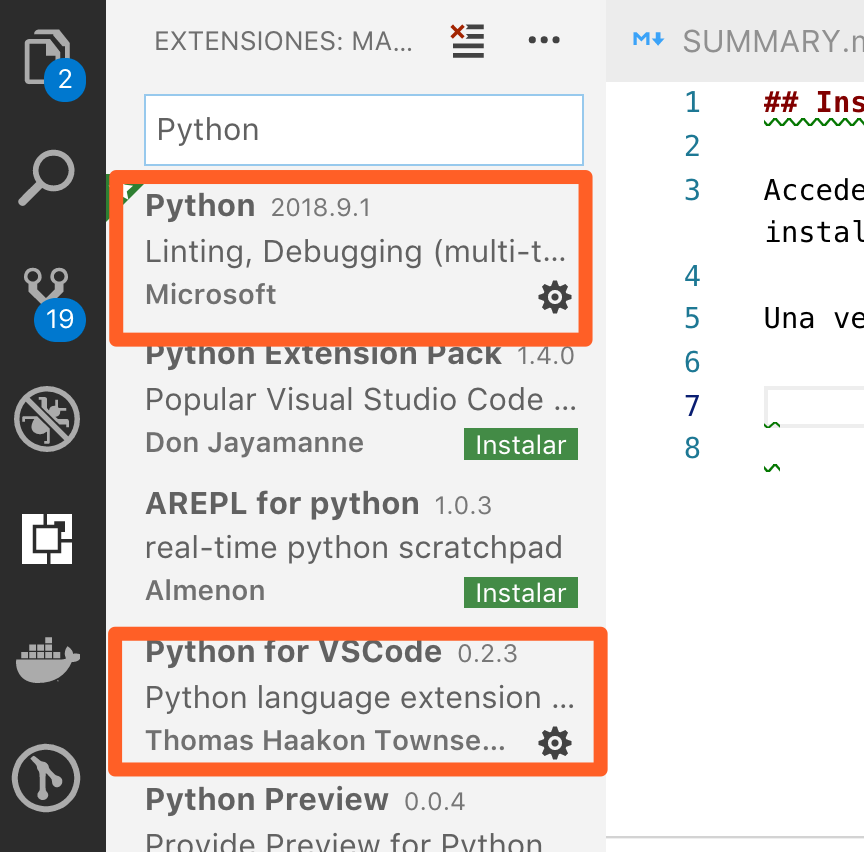 2
19
EXTENSIONES: MA...
Python
Python 2018.9.1
Linting, Debugging (multi-t...
Microsoft
Python Extension Pack 1.4.0
Popular Visual Studio Code ...
Don Jayamanne Instalar
AREPL for python 1.0.3
real-time python scratchpad
Almenon Instalar
Python for VSCode 0.2.3
Python language extension ...
Thomas Haakon Townse...
Python Preview 0.0.4
Provide Preview for Python
SUMMARY.m
1 ## Ins
2
3 Accede
instal
4
5 Una ve
6
7
8